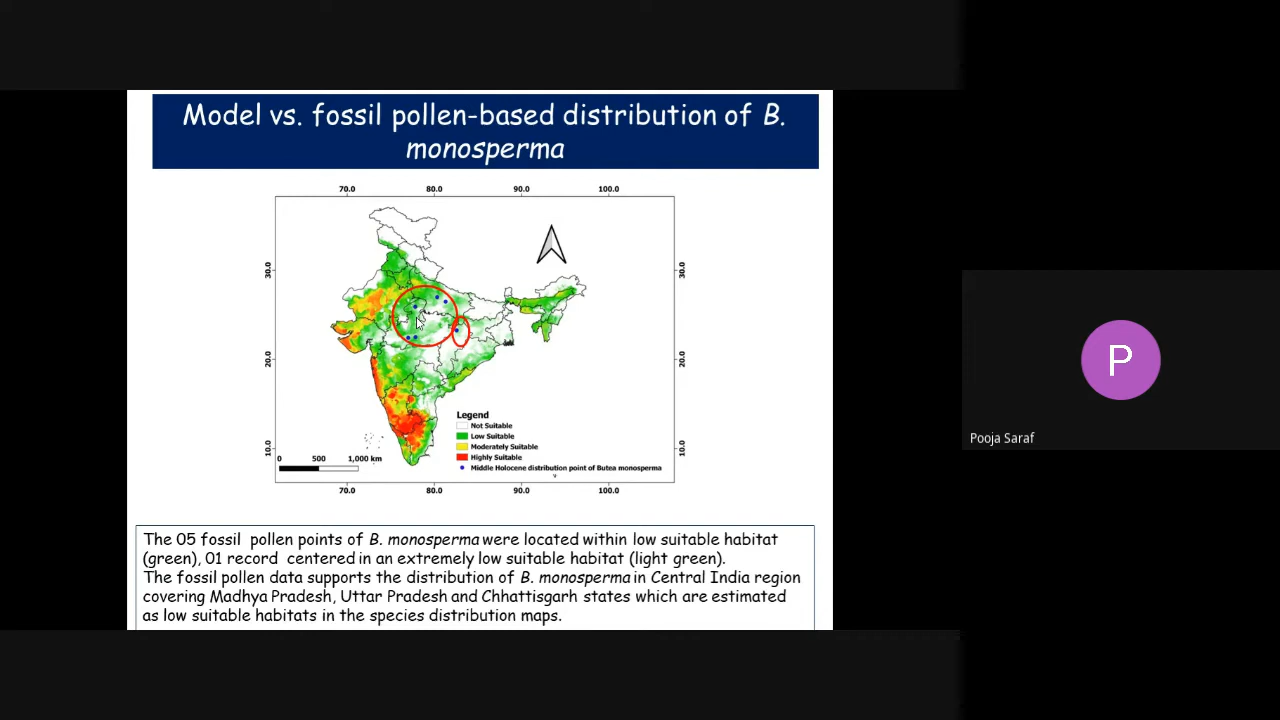 Model vs. fossil pollen-based distribution of B.
monosperma
70.0 80.0 90.0 100.0
30.0 30.0
20.0 20.0
10.0 10.0
Legend
Not Suitable
Low Suitable
Moderately Suitable
Highly Suitable
Middle Holocene distribution point of Butea monosperma
0 500 1,000 km
70.0 80.0 90.0 100.0
The 05 fossil pollen points of B. monosperma were located within low suitable habitat
(green), 01 record centered in an extremely low suitable habitat (light green).
The fossil pollen data supports the distribution of B. monosperma in Central India region
covering Madhya Pradesh, Uttar Pradesh and Chhattisgarh states which are estimated
as low suitable habitats in the species distribution maps.
P
Pooja Saraf